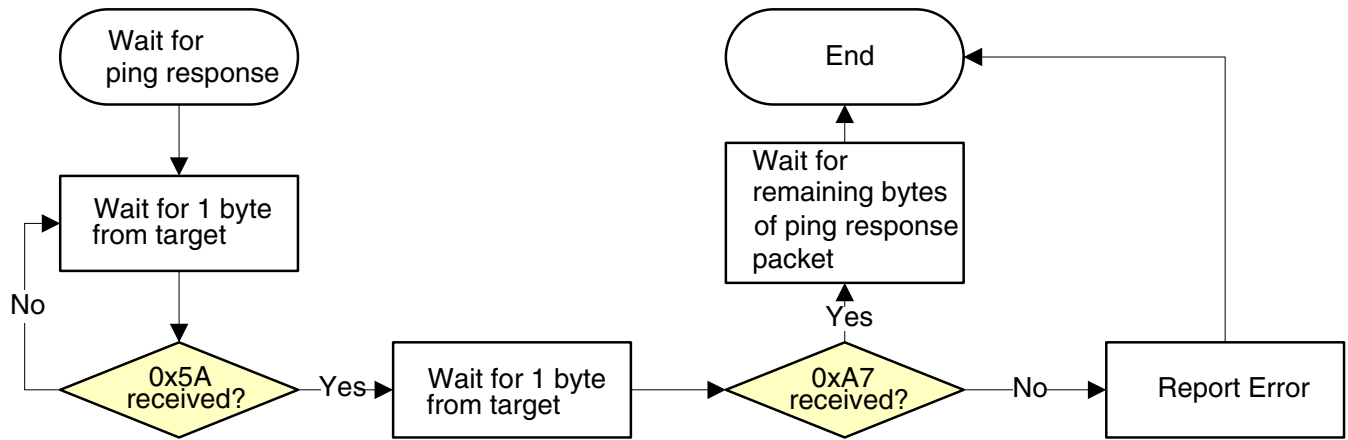 Wait for
ping response
Wait for 1 byte
from target
No
0x5A
received?
Yes
Wait for 1 byte
from target
0xA7
received?
Yes
Wait for
remaining bytes
of ping response
packet
End
No
Report Error